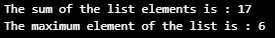 The sum of the list elements is : 17
The maximum element of the list is : 6